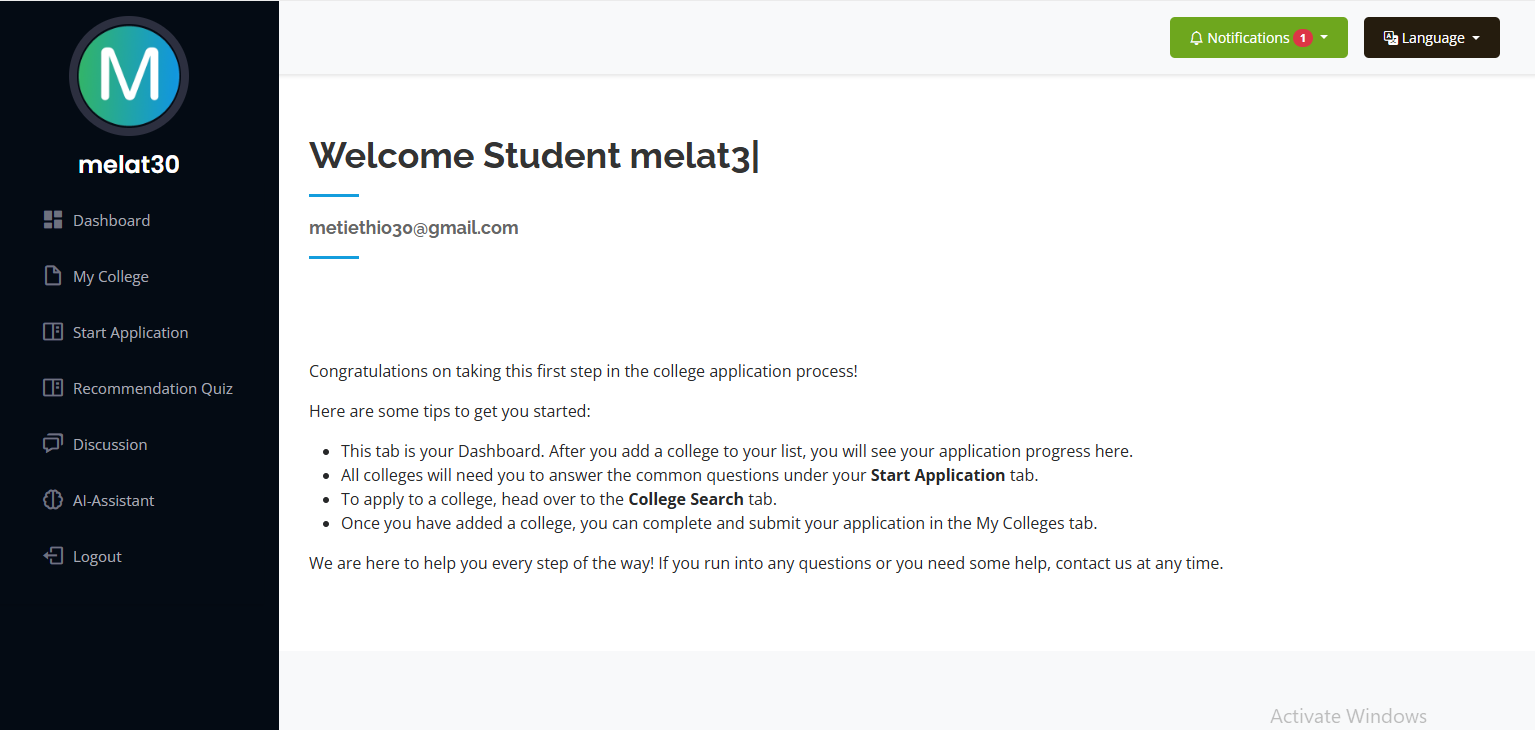 M
melat30
Dashboard
My College
Start Application
Recommendation Quiz
Discussion
AI-Assistant
Logout
Notifications 1
Language
Welcome Student melat3|
metiethio30@gmail.com
Congratulations on taking this first step in the college application process!
Here are some tips to get you started:
This tab is your Dashboard. After you add a college to your list, you will see your application progress here.
All colleges will need you to answer the common questions under your Start Application tab.
To apply to a college, head over to the College Search tab.
Once you have added a college, you can complete and submit your application in the My Colleges tab.
We are here to help you every step of the way! If you run into any questions or you need some help, contact us at any time.
Activate Windows